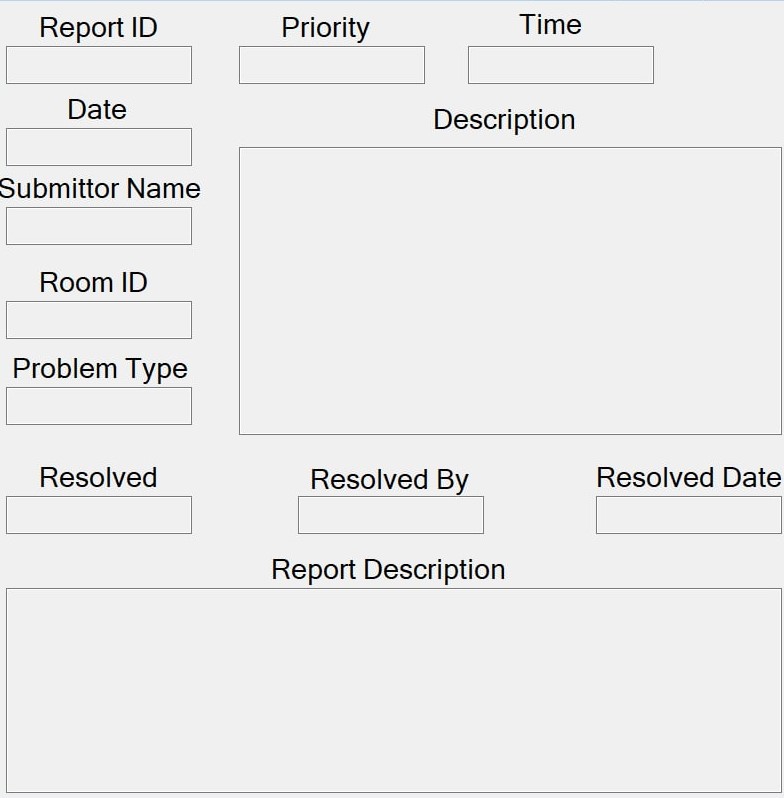 Report ID
Priority
Time
Date
Description
Submittor Name
Room ID
Problem Type
Resolved
Resolved By
Resolved Date
Report Description